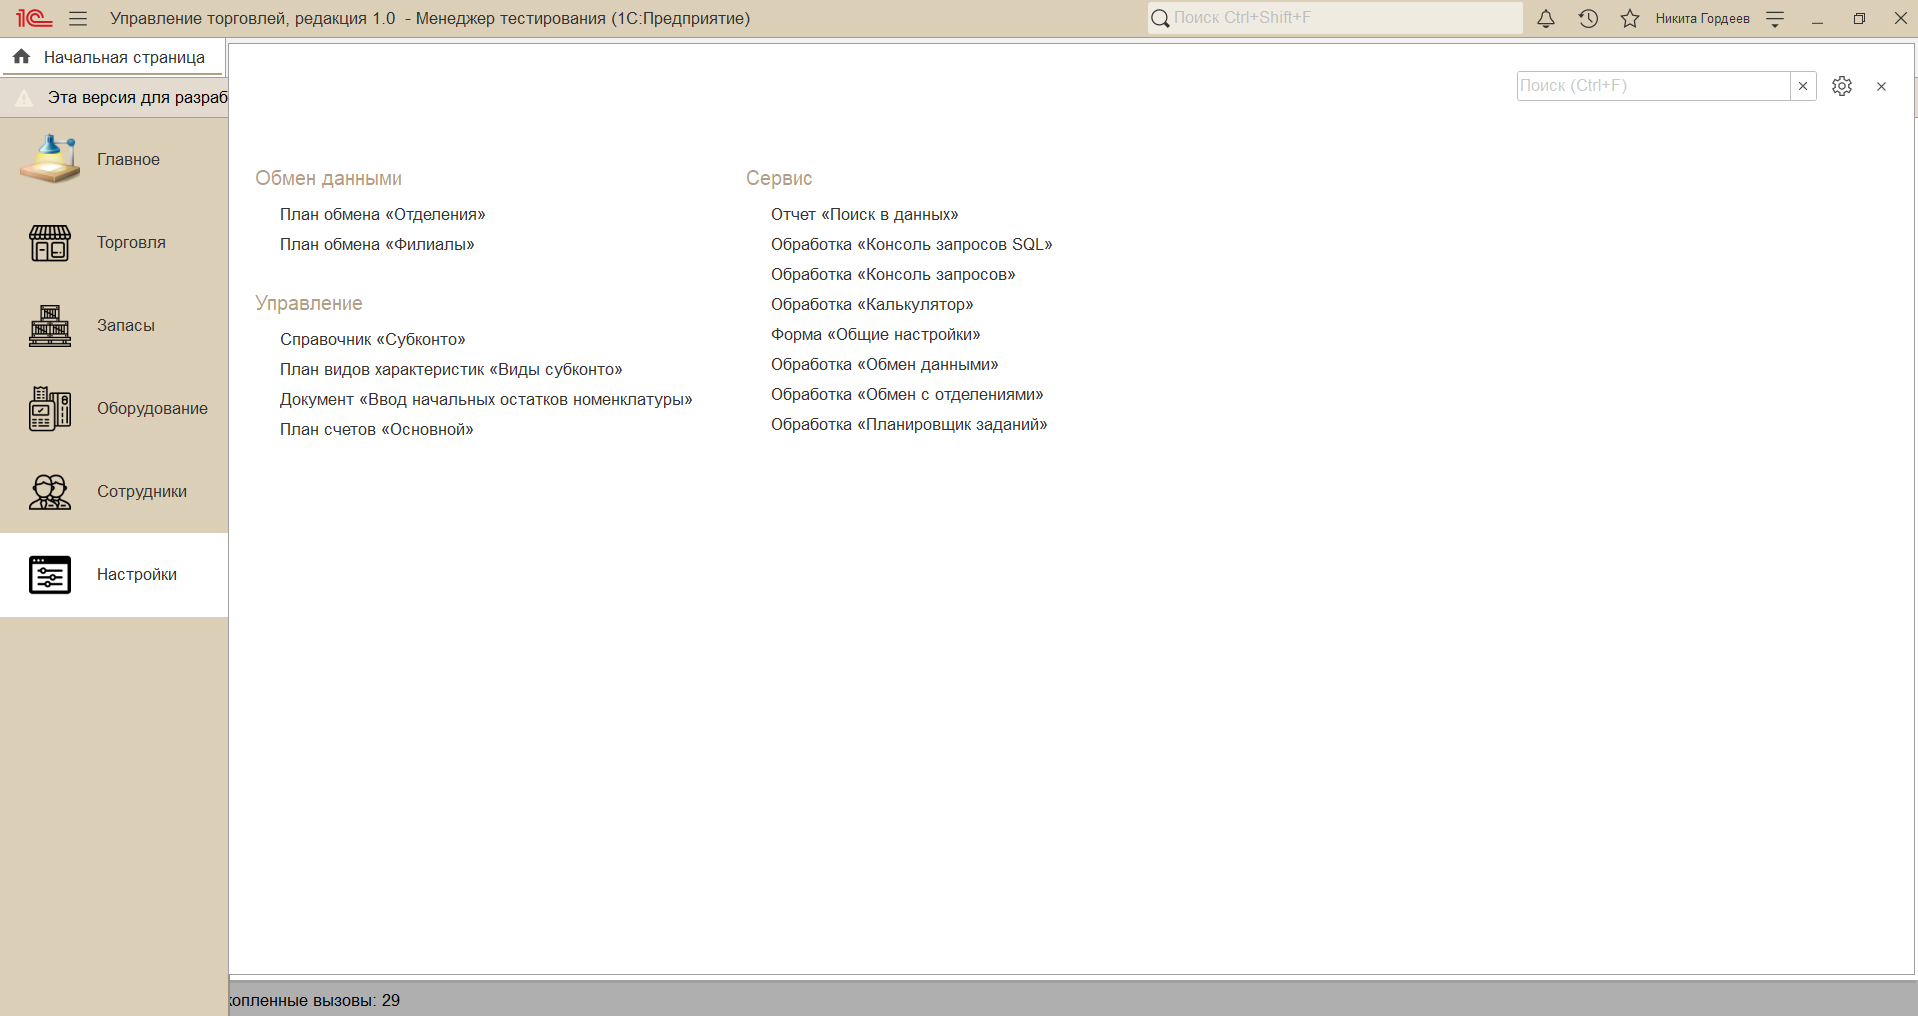 1С Управление торговлей, редакция 1.0 - Менеджер тестирования (1С:Предприятие) Поиск Ctrl+Shift+F Никита Гордеев
Начальная страница
Эта версия для разраб
Поиск (Ctrl+F)
Главное
Торговля
Запасы
Оборудование
Сотрудники
Настройки
Обмен данными
План обмена «Отделения»
План обмена «Филиалы»
Управление
Справочник «Субконто»
План видов характеристик «Виды субконто»
Документ «Ввод начальных остатков номенклатуры»
План счетов «Основной»
Сервис
Отчет «Поиск в данных»
Обработка «Консоль запросов SQL»
Обработка «Консоль запросов»
Обработка «Калькулятор»
Форма «Общие настройки»
Обработка «Обмен данными»
Обработка «Обмен с отделениями»
Обработка «Планировщик заданий»
копленные вызовы: 29